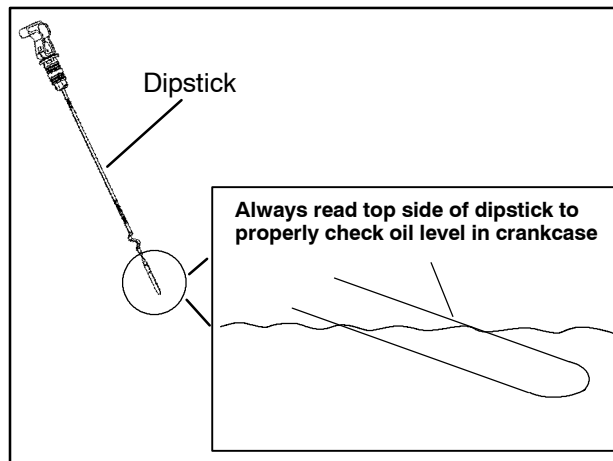 Dipstick
Always read top side of dipstick to
properly check oil level in crankcase